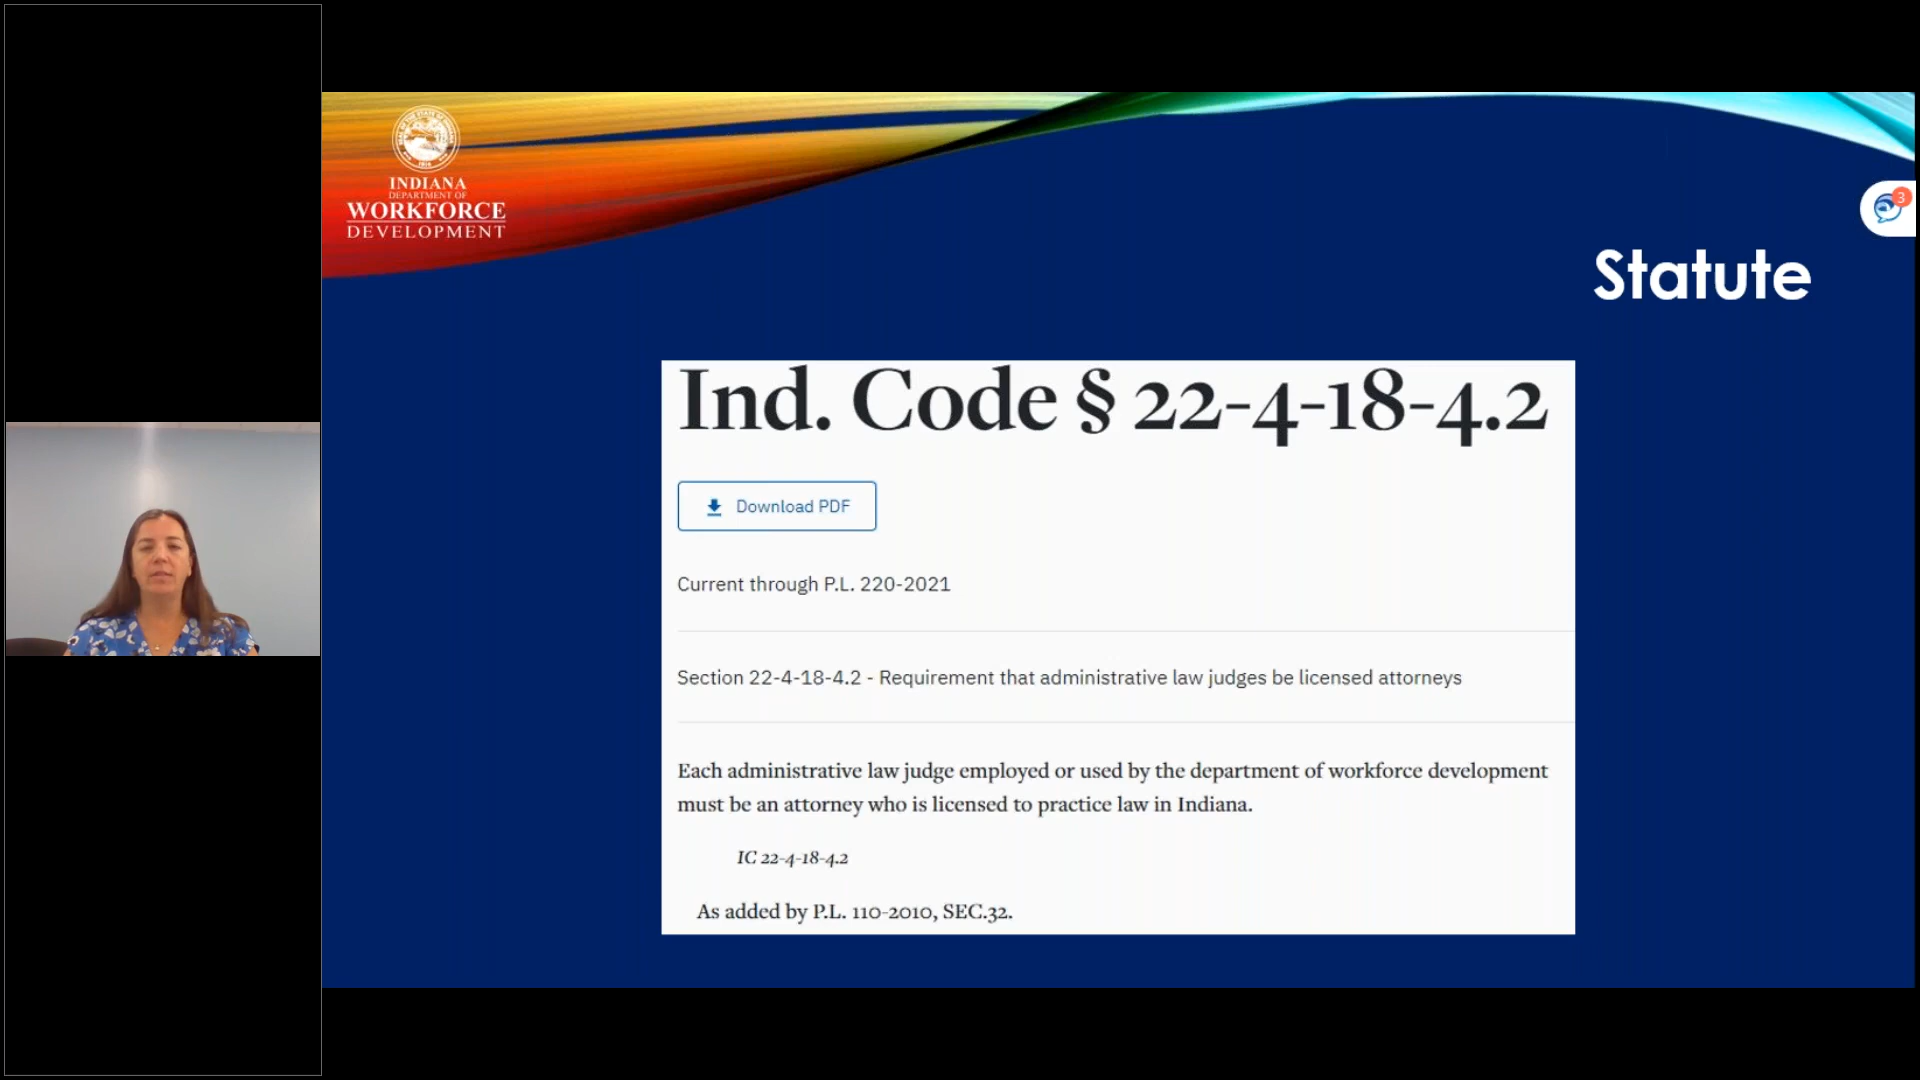 INDIANA
DEPARTMENT OF
WORKFORCE
DEVELOPMENT
3
Statute
Ind. Code § 22-4-18-4.2
Download PDF
Current through P.L. 220-2021
Section 22-4-18-4.2 - Requirement that administrative law judges be licensed attorneys
Each administrative law judge employed or used by the department of workforce development
must be an attorney who is licensed to practice law in Indiana.
IC 22-4-18-4.2
As added by P.L. 110-2010, SEC.32.